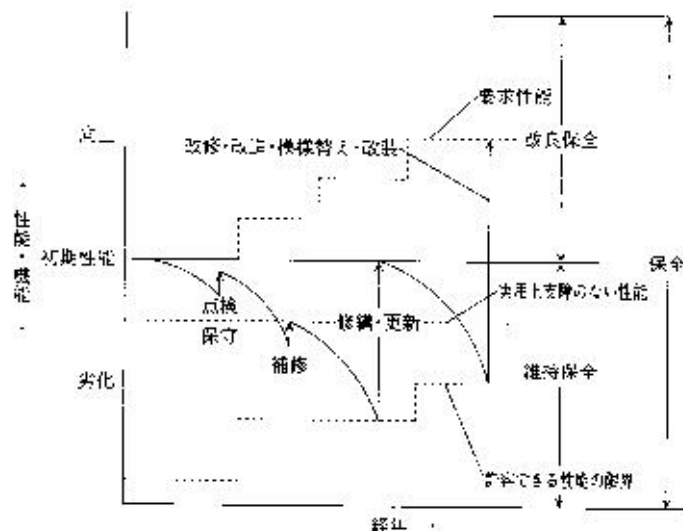 要求性能
高
改修・改造・模様替え・改装
改良保全
性能・機能
初期性能
保全
点検
実用上支障のない性能
保守
修繕・更新
補修
劣化
維持保全
許容できる性能の限界
経年